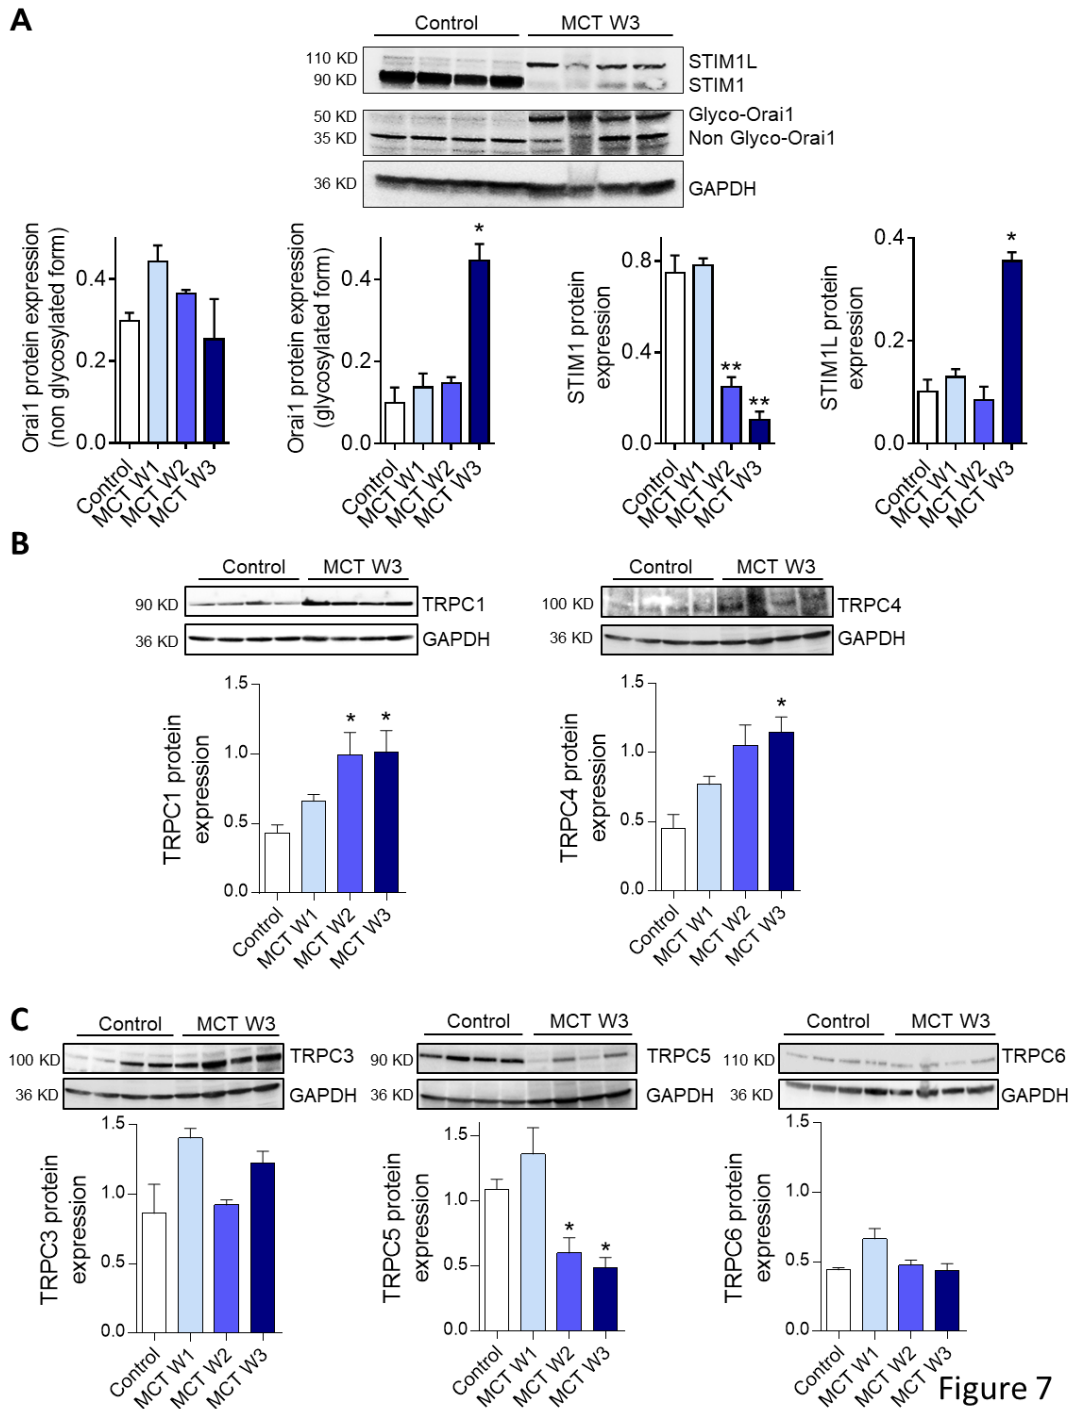 A
Control MCT W3
110 KD STIM1L
90 KD STIM1
50 KD Glyco-Orai1
35 KD Non Glyco-Orai1
36 KD GAPDH
Orai1 protein expression
(non glycosylated form)
0.4
0.2
0.0
Control
MCT W1
MCT W2
MCT W3
Orai1 protein expression
(glycosylated form)
0.4
0.2
0.0
*
Control
MCT W1
MCT W2
MCT W3
STIM1 protein
expression
0.8
0.4
0.0
**
**
Control
MCT W1
MCT W2
MCT W3
STIM1L protein
expression
0.4
0.2
0.0
*
Control
MCT W1
MCT W2
MCT W3
B
Control MCT W3
90 KD TRPC1
36 KD GAPDH
TRPC1 protein
expression
1.5
1.0
0.5
0.0
* *
Control
MCT W1
MCT W2
MCT W3
Control MCT W3
100 KD TRPC4
36 KD GAPDH
TRPC4 protein
expression
1.5
1.0
0.5
0.0
*
Control
MCT W1
MCT W2
MCT W3
C
Control MCT W3
100 KD TRPC3
36 KD GAPDH
TRPC3 protein
expression
1.5
1.0
0.5
0.0
Control
MCT W1
MCT W2
MCT W3
Control MCT W3
90 KD TRPC5
36 KD GAPDH
TRPC5 protein
expression
1.5
1.0
0.5
0.0
*
*
Control
MCT W1
MCT W2
MCT W3
Control MCT W3
110 KD TRPC6
36 KD GAPDH
TRPC6 protein
expression
1.5
1.0
0.5
0.0
Control
MCT W1
MCT W2
MCT W3
Figure 7